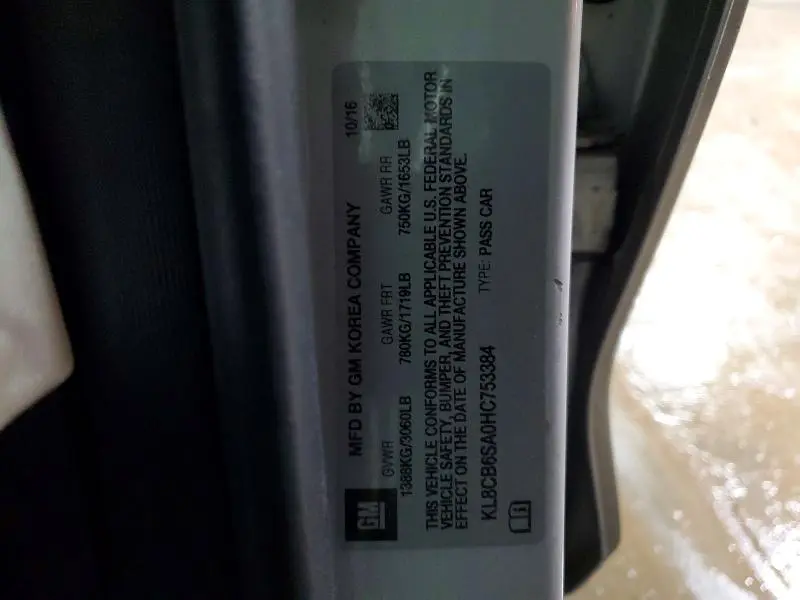 GM
MFD BY GM KOREA COMPANY 10/16
GVWR GAWR FRT GAWR RR
1388KG/3060LB 780KG/1719LB 750KG/1653LB
THIS VEHICLE CONFORMS TO ALL APPLICABLE U.S. FEDERAL MOTOR
VEHICLE SAFETY, BUMPER, AND THEFT PREVENTION STANDARDS IN
EFFECT ON THE DATE OF MANUFACTURE SHOWN ABOVE.
KL8CB6SA0HC753384 TYPE: PASS CAR